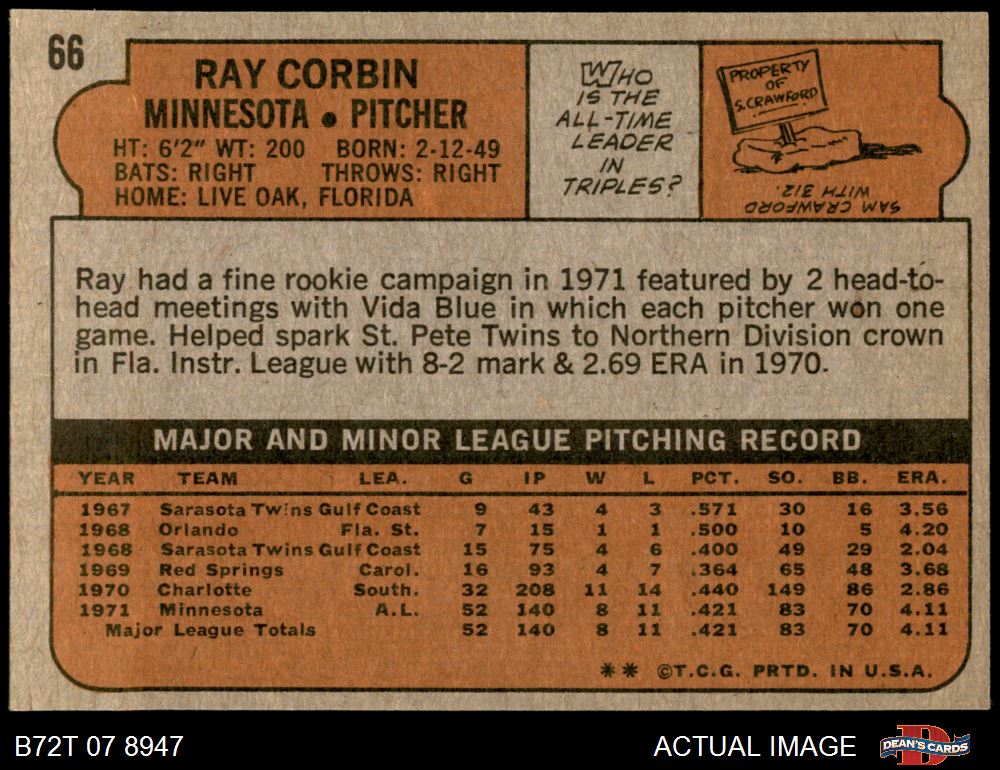 66
RAY CORBIN
MINNESOTA • PITCHER
HT: 6'2" WT: 200 BORN: 2-12-49
BATS: RIGHT THROWS: RIGHT
HOME: LIVE OAK, FLORIDA
WHO
IS THE
ALL-TIME
LEADER
IN
TRIPLES?
PROPERTY
OF
S. CRAWFORD
SAM CRAWFORD
WITH 312.
Ray had a fine rookie campaign in 1971 featured by 2 head-to-
head meetings with Vida Blue in which each pitcher won one
game. Helped spark St. Pete Twins to Northern Division crown
in Fla. Instr. League with 8-2 mark & 2.69 ERA in 1970.
MAJOR AND MINOR LEAGUE PITCHING RECORD
YEAR TEAM LEA. G IP W L PCT. SO. BB. ERA.
1967 Sarasota Twins Gulf Coast 9 43 4 3 .571 30 16 3.56
1968 Orlando Fla. St. 7 15 1 1 .500 10 5 4.20
1968 Sarasota Twins Gulf Coast 15 75 4 6 .400 49 29 2.04
1969 Red Springs Carol. 16 93 4 7 .364 65 48 3.68
1970 Charlotte South. 32 208 11 14 .440 149 86 2.86
1971 Minnesota A.L. 52 140 8 11 .421 83 70 4.11
Major League Totals 52 140 8 11 .421 83 70 4.11
** ©T.C.G. PRTD. IN U.S.A.
B72T 07 8947
ACTUAL IMAGE
DEAN'S CARDS